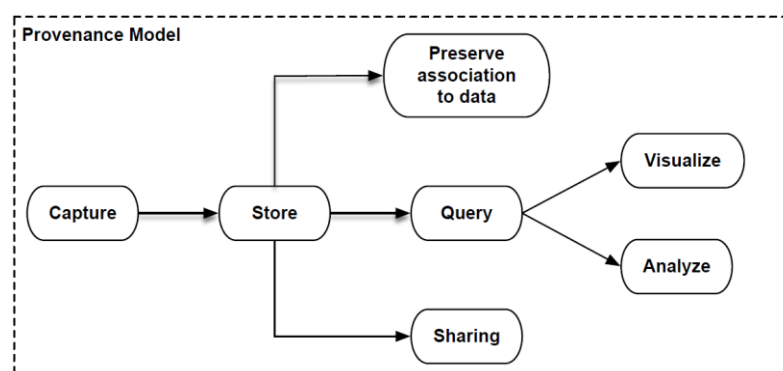 Provenance Model
Preserve
association
to data
Visualize
Capture
Store
Query
Analyze
Sharing